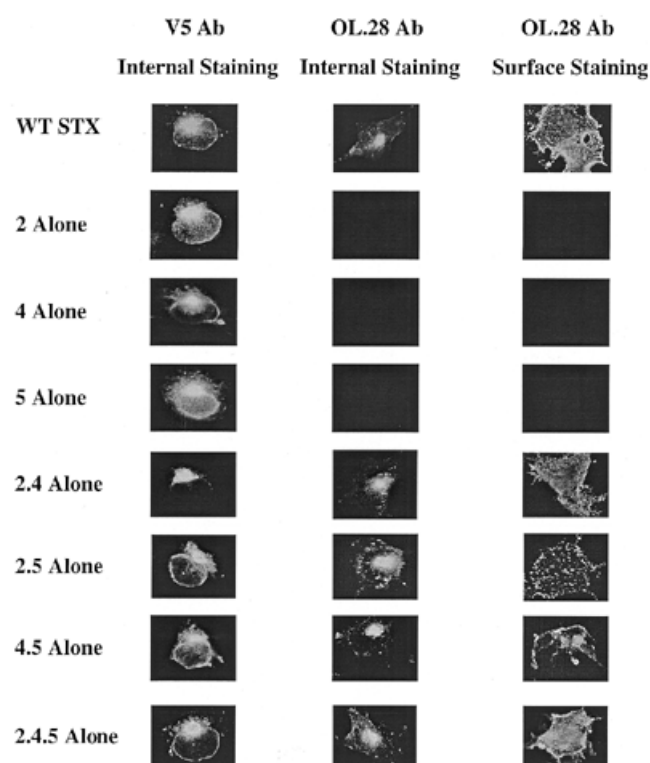 V5 Ab OL.28 Ab OL.28 Ab
Internal Staining Internal Staining Surface Staining
WT STX
2 Alone
4 Alone
5 Alone
2.4 Alone
2.5 Alone
4.5 Alone
2.4.5 Alone